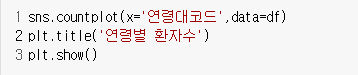 1 sns.countplot(x='연령대코드',data=df)
2 plt.title('연령별 환자수')
3 plt.show()